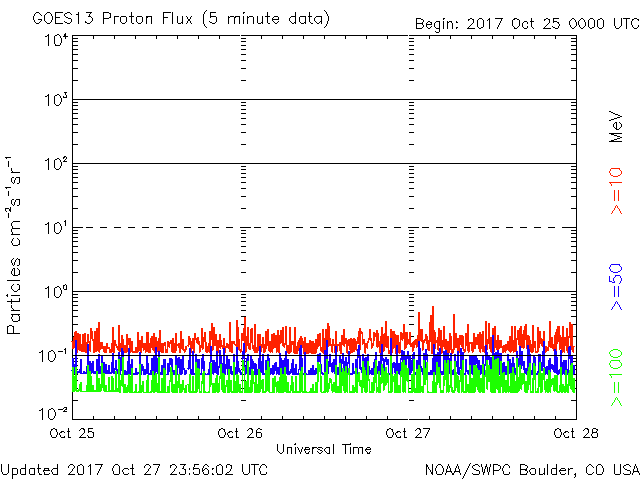 GOES13 Proton Flux (5 minute data)
Begin: 2017 Oct 25 0000 UTC
Particles cm⁻²s⁻¹sr⁻¹
10⁴
10³
10²
10¹
10⁰
10⁻¹
10⁻²
MeV
>=10
>=50
>=100
Oct 25
Oct 26
Oct 27
Oct 28
Universal Time
Updated 2017 Oct 27 23:56:02 UTC
NOAA/SWPC Boulder, CO USA